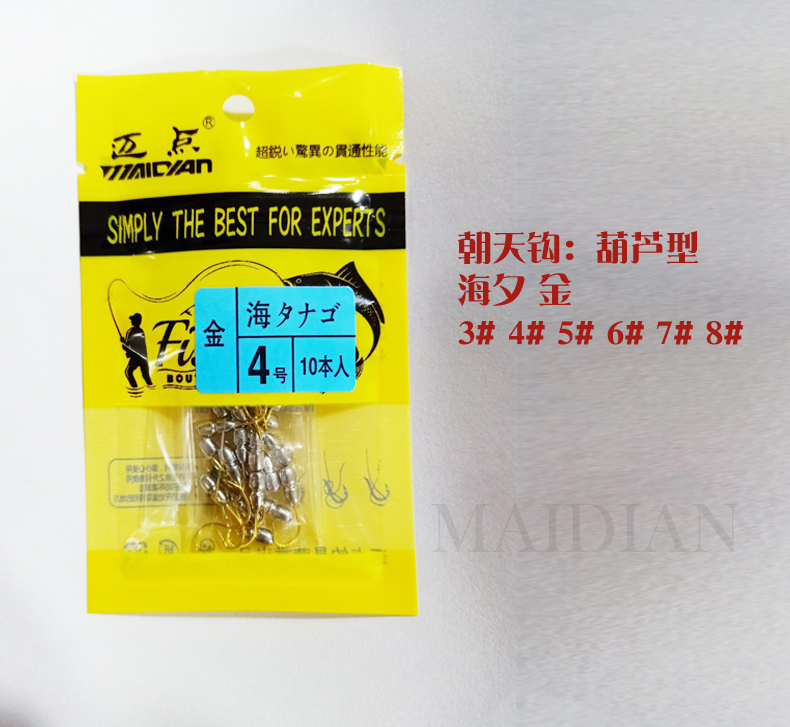 迈点®
MAIDIAN
超鋭い驚異の貫通性能
SIMPLY THE BEST FOR EXPERTS
金
海タナゴ
4号
10本入
BOU
朝天钩：葫芦型
海夕 金
3# 4# 5# 6# 7# 8#
MAIDIAN